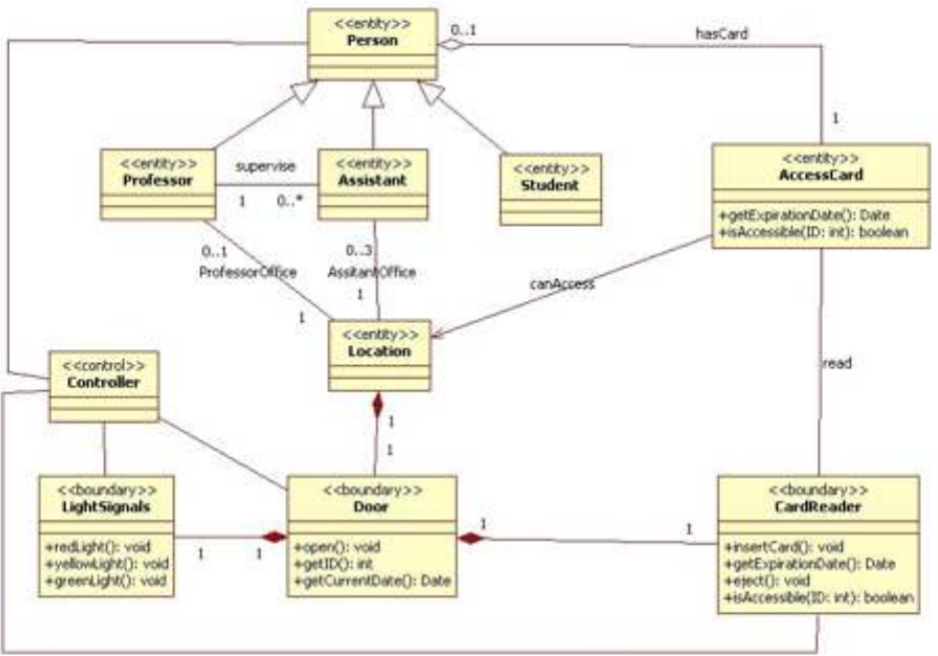 <<entity>>
Person
0..1
hasCard
1
<<entity>>
Professor
supervise
1
0..*
<<entity>>
Assistant
<<entity>>
Student
<<entity>>
AccessCard
+getExpirationDate(): Date
+isAccessible(ID: int): boolean
0..1
ProfessorOffice
1
0..3
AssitantOffice
1
canAccess
<<entity>>
Location
1
1
read
<<control>>
Controller
<<boundary>>
LightSignals
+redLight(): void
+yellowLight(): void
+greenLight(): void
1
1
<<boundary>>
Door
+open(): void
+getID(): int
+getCurrentDate(): Date
1
1
<<boundary>>
CardReader
+insertCard(): void
+getExpirationDate(): Date
+eject(): void
+isAccessible(ID: int): boolean